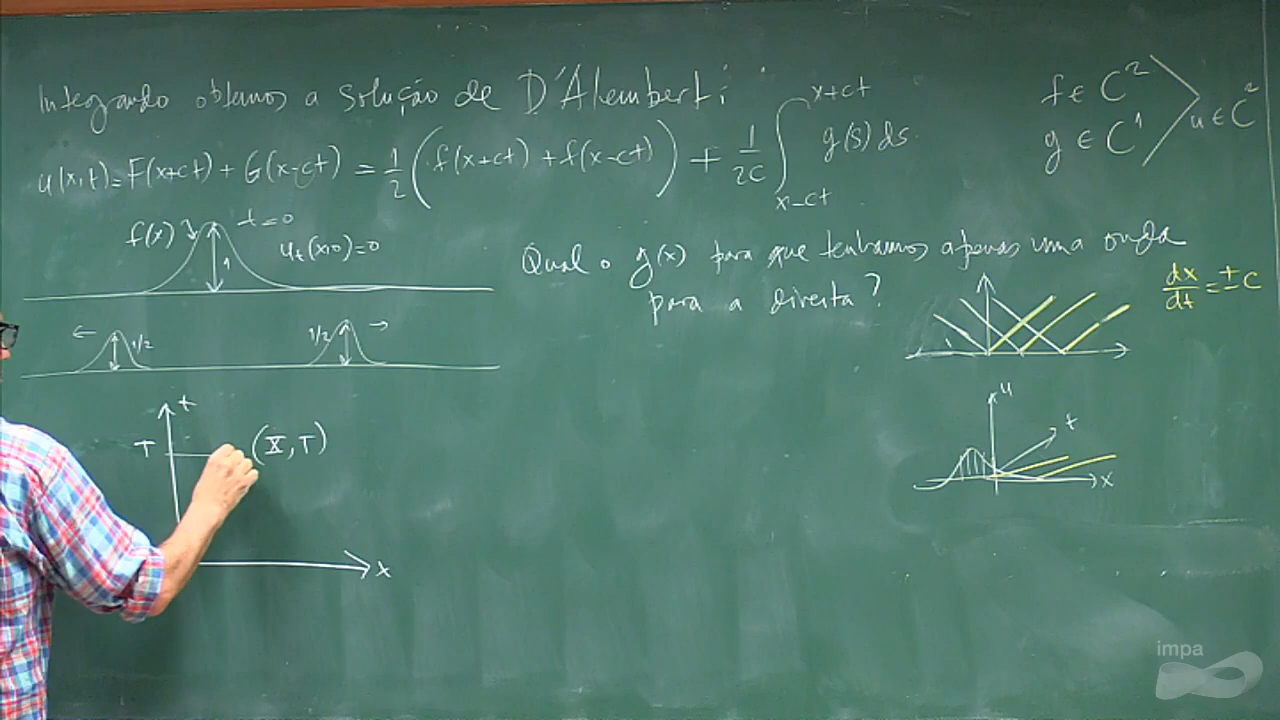 Integrando obtemos a solução de D'Alembert:
u(x,t) = F(x+ct) + G(x-ct) = 1/2 (f(x+ct) + f(x-ct)) + 1/2c ∫_{x-ct}^{x+ct} g(s) ds.
f ∈ C²
g ∈ C¹
u ∈ C²
f(x)
t=0
1
u_t(x,0)=0
1/2
1/2
Qual o g(x) para que tenhamos apenas uma onda
para a direita?
dx/dt = ±c
t
T
(X, T)
x
u
t
x
impa